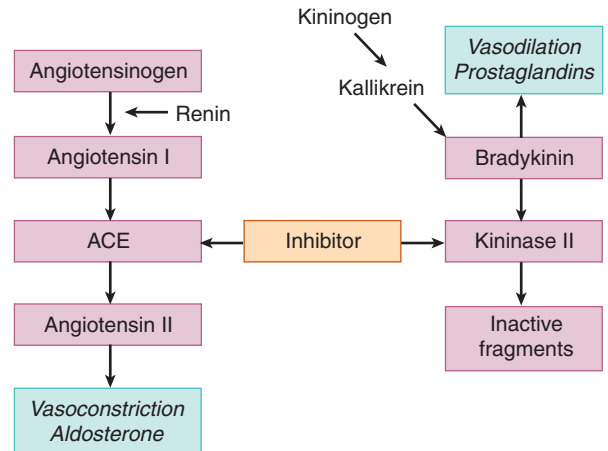 Kininogen
Vasodilation
Prostaglandins
Angiotensinogen
Kallikrein
Renin
Angiotensin I
Bradykinin
ACE
Inhibitor
Kininase II
Angiotensin II
Inactive
fragments
Vasoconstriction
Aldosterone